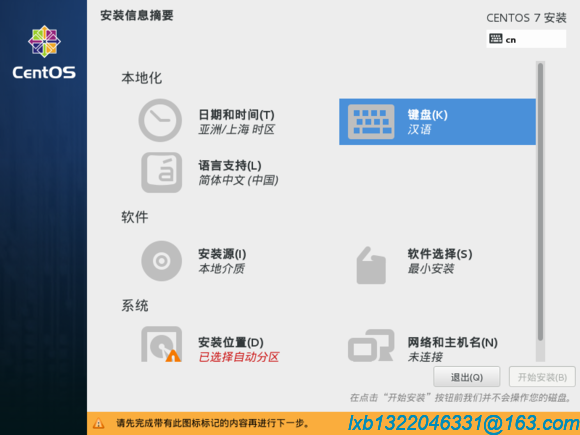 安装信息摘要
CENTOS 7 安装
cn
CentOS
本地化
日期和时间(T)
亚洲/上海 时区
键盘(K)
汉语
语言支持(L)
简体中文 (中国)
软件
安装源(I)
本地介质
软件选择(S)
最小安装
系统
安装位置(D)
已选择自动分区
网络和主机名(N)
未连接
退出(Q)
开始安装(B)
在点击“开始安装”按钮前我们并不会操作您的磁盘。
请先完成带有此图标标记的内容再进行下一步。
lxb1322046331@163.com